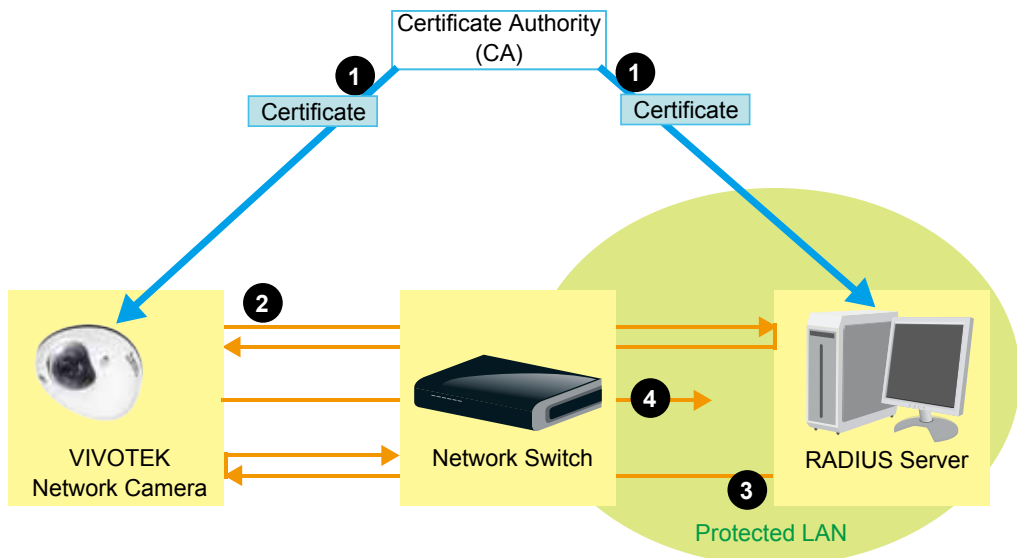 Certificate Authority
(CA)
1
1
Certificate
Certificate
2
4
VIVOTEK
Network Camera
Network Switch
RADIUS Server
3
Protected LAN